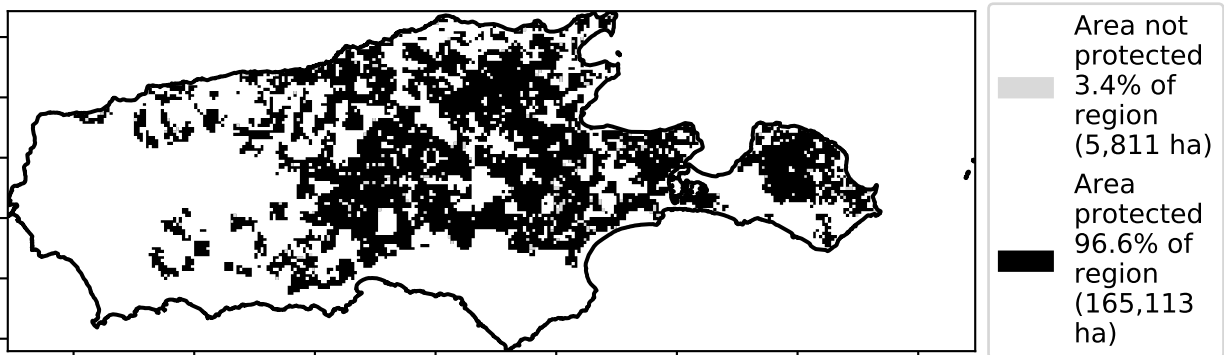 Area not
protected
3.4% of
region
(5,811 ha)
Area
protected
96.6% of
region
(165,113
ha)